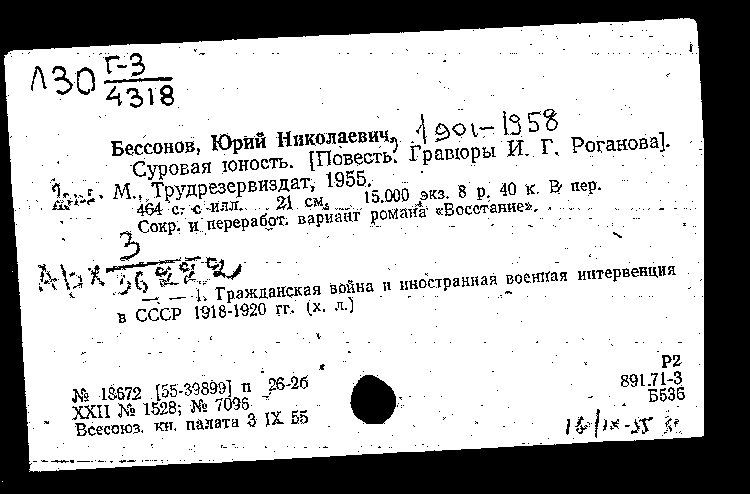 Л30 Г-3
4318
Бессонов, Юрий Николаевич, 1901-1958
Суровая юность. [Повесть. Гравюры И. Г. Роганова].
М., Трудрезервиздат, 1955.
464 с. с илл. 21 см. 15.000 экз. 8 р. 40 к. В пер.
Сокр. и переработ. вариант романа «Восстание».
Арх 3
36222
1. Гражданская война и иностранная военная интервенция
в СССР 1918-1920 гг. (х. л.)
Р2
№ 18672 [55-39899] п 26-26
891.71-3
XXII № 1528; № 7096
Б536
Всесоюз. кн. палата 3 IX 55